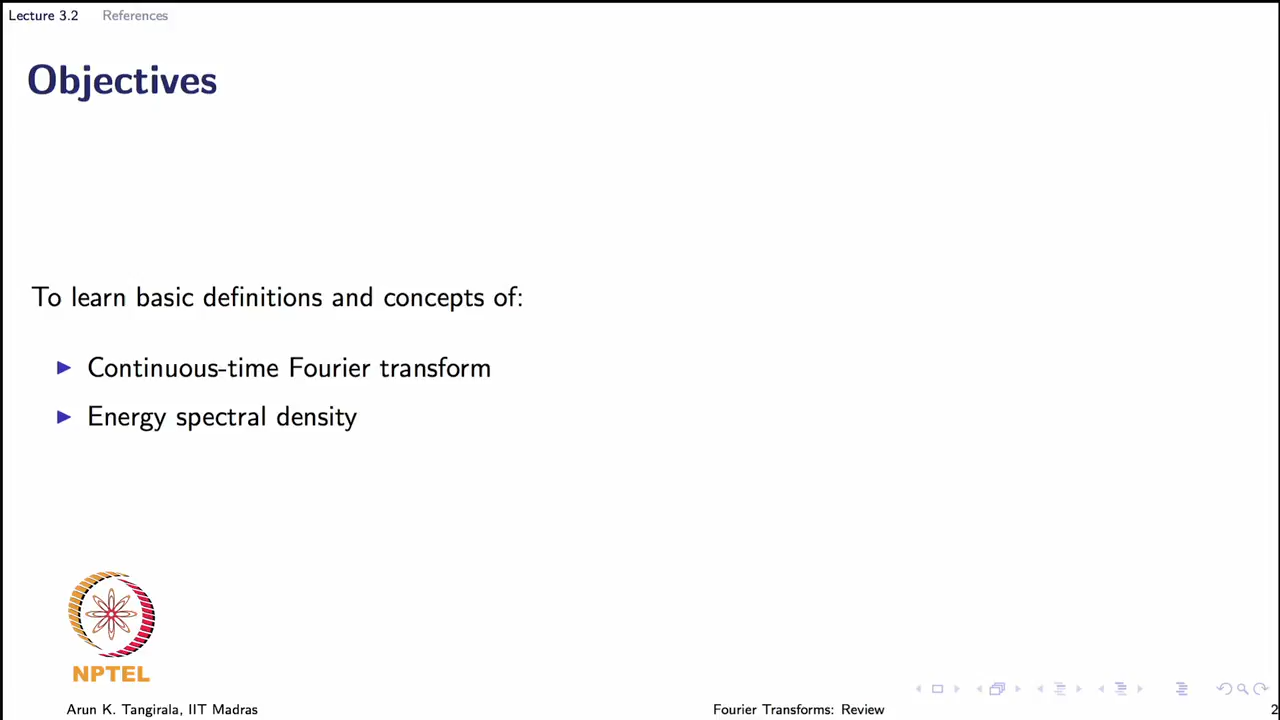 Lecture 3.2 References
Objectives
To learn basic definitions and concepts of:
Continuous-time Fourier transform
Energy spectral density
NPTEL
Arun K. Tangirala, IIT Madras
Fourier Transforms: Review
2